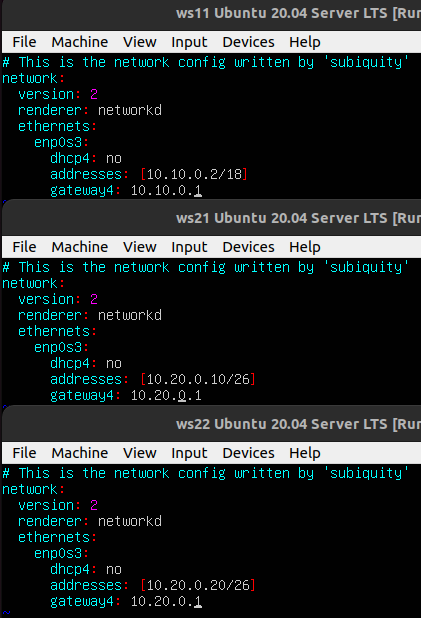 ws11 Ubuntu 20.04 Server LTS [Run
File Machine View Input Devices Help
# This is the network config written by 'subiquity'
network:
  version: 2
  renderer: networkd
  ethernets:
    enp0s3:
      dhcp4: no
      addresses: [10.10.0.2/18]
      gateway4: 10.10.0.1
ws21 Ubuntu 20.04 Server LTS [Run
File Machine View Input Devices Help
# This is the network config written by 'subiquity'
network:
  version: 2
  renderer: networkd
  ethernets:
    enp0s3:
      dhcp4: no
      addresses: [10.20.0.10/26]
      gateway4: 10.20.0.1
ws22 Ubuntu 20.04 Server LTS [Run
File Machine View Input Devices Help
# This is the network config written by 'subiquity'
network:
  version: 2
  renderer: networkd
  ethernets:
    enp0s3:
      dhcp4: no
      addresses: [10.20.0.20/26]
      gateway4: 10.20.0.1
~